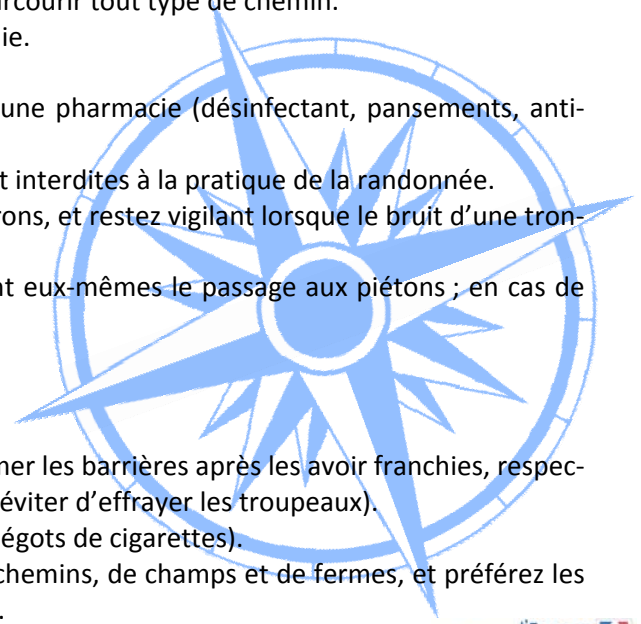 arcourir tout type de chemin.
ie.
une pharmacie (désinfectant, pansements, anti-
t interdites à la pratique de la randonnée.
rons, et restez vigilant lorsque le bruit d’une tron-
nt eux-mêmes le passage aux piétons ; en cas de
mer les barrières après les avoir franchies, respec-
éviter d’effrayer les troupeaux).
égots de cigarettes).
chemins, de champs et de fermes, et préférez les
.